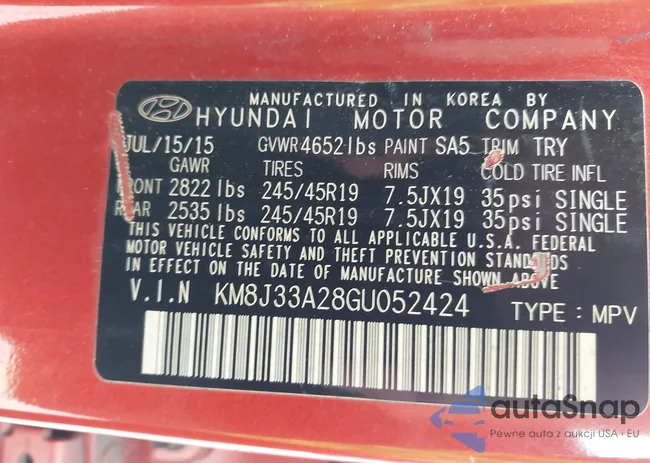 MANUFACTURED IN KOREA BY
HYUNDAI MOTOR COMPANY
JUL/15/15 GVWR4652lbs PAINT SA5 TRIM TRY
GAWR TIRES RIMS COLD TIRE INFL
FRONT 2822 lbs 245/45R19 7.5JX19 35psi SINGLE
REAR 2535 lbs 245/45R19 7.5JX19 35psi SINGLE
THIS VEHICLE CONFORMS TO ALL APPLICABLE U.S.A. FEDERAL
MOTOR VEHICLE SAFETY AND THEFT PREVENTION STANDARDS
IN EFFECT ON THE DATE OF MANUFACTURE SHOWN ABOVE
V.I.N KM8J33A28GU052424 TYPE : MPV
autaSnap
Pewne auta z aukcji USA i EU